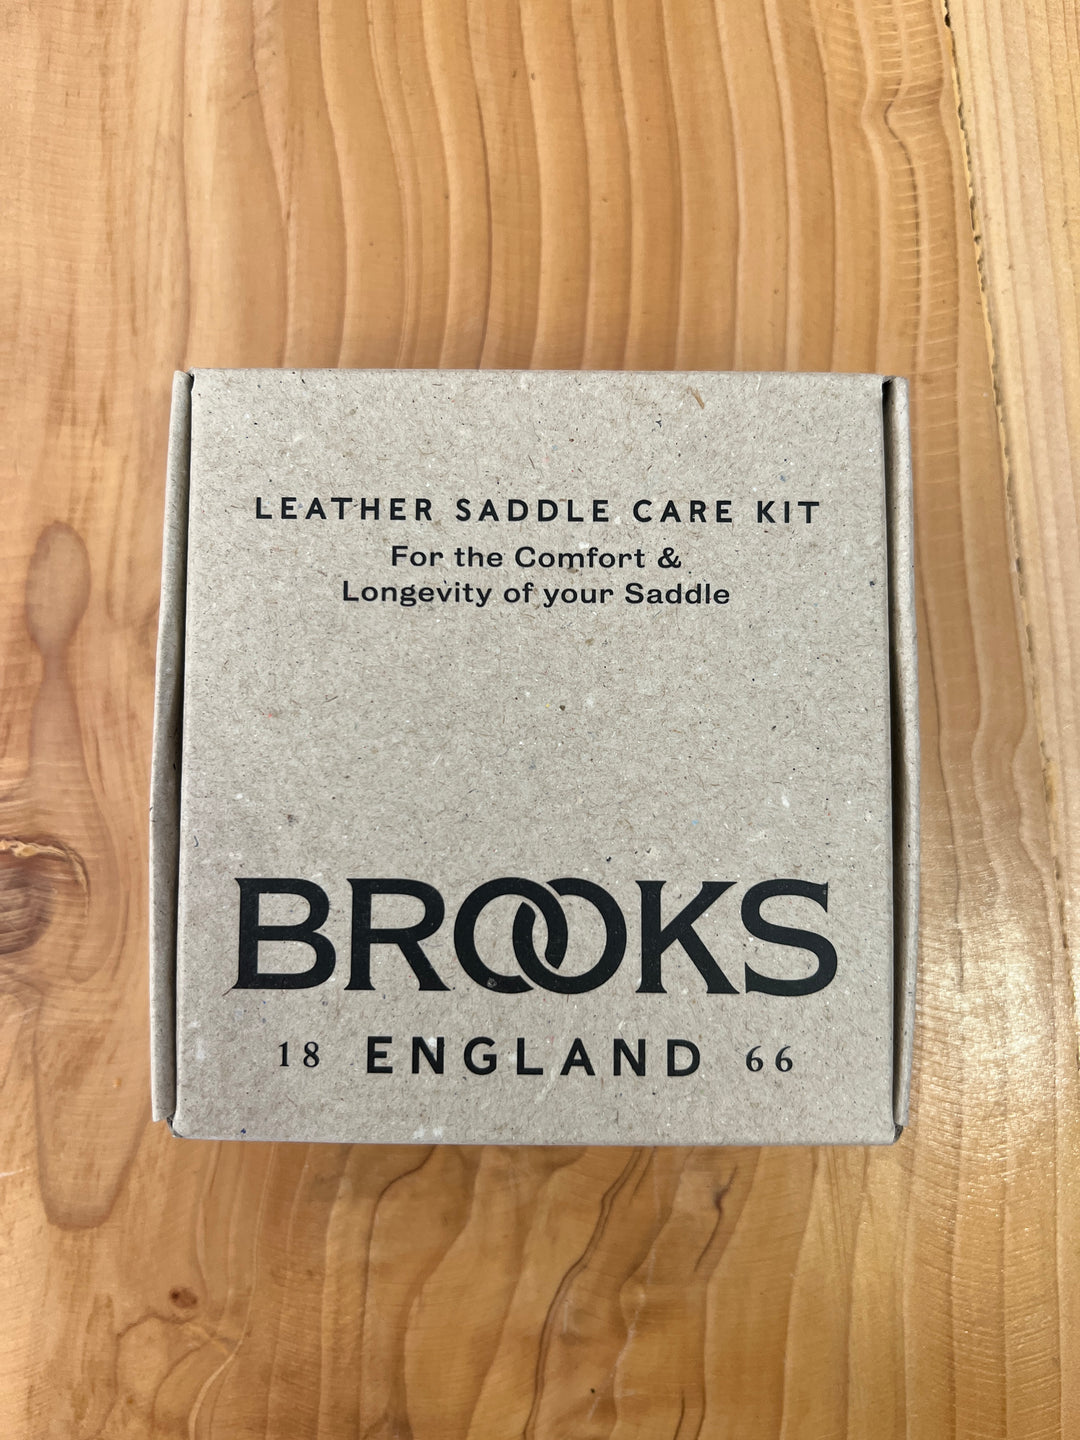 LEATHER SADDLE CARE KIT
For the Comfort &
Longevity of your Saddle
BROOKS
18 ENGLAND 66